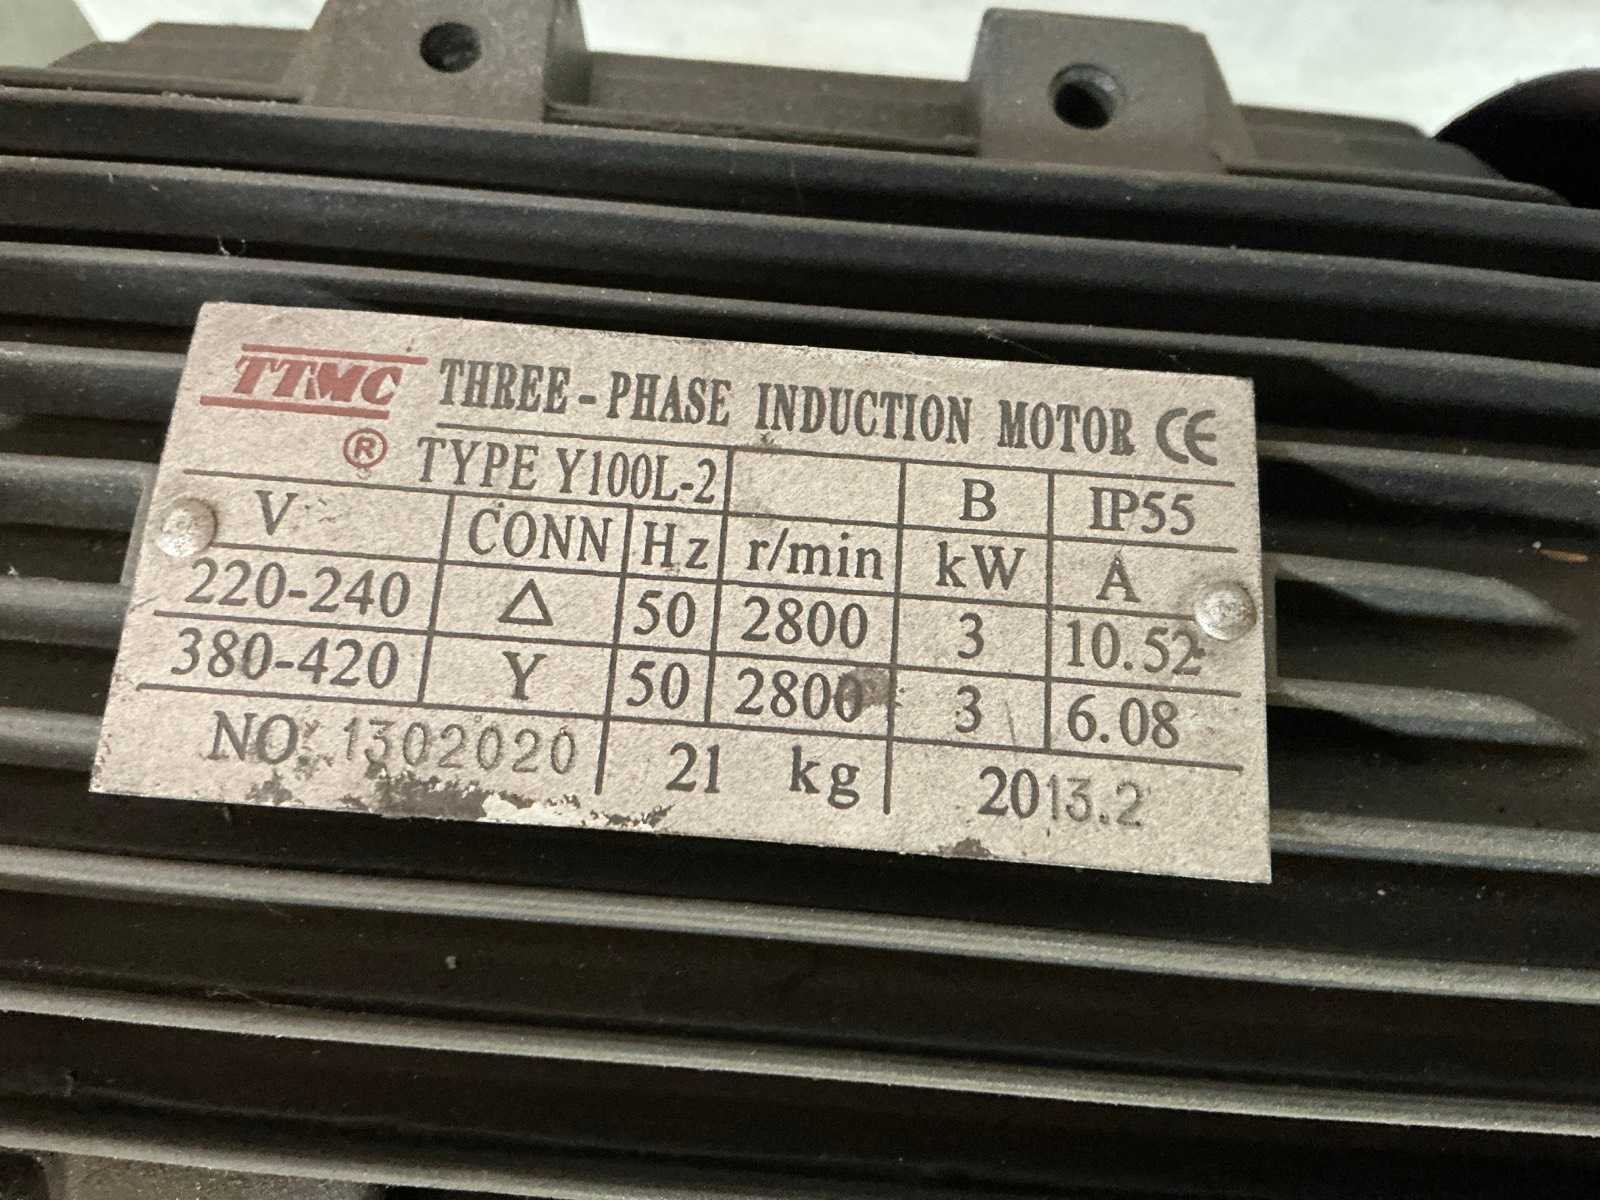 TTMC THREE-PHASE INDUCTION MOTOR CE
® TYPE Y100L-2 B IP55
V CONN Hz r/min kW A
220-240 Δ 50 2800 3 10.52
380-420 Y 50 2800 3 6.08
NO. 1302020 21 kg 2013.2